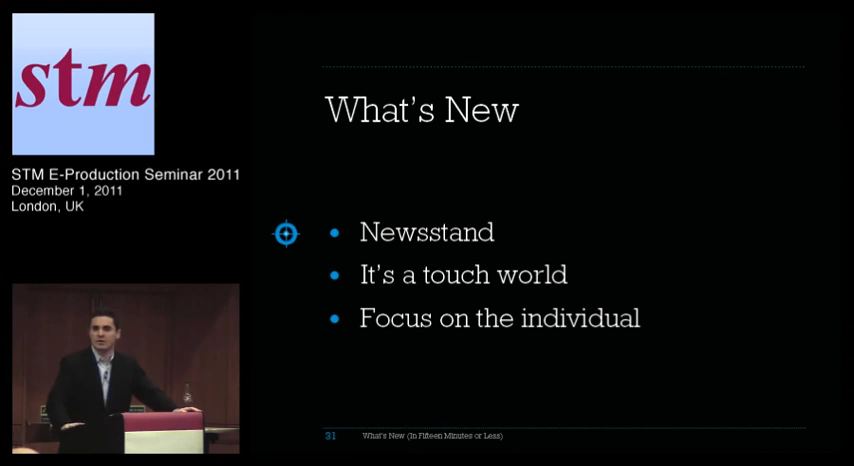 stm
STM E-Production Seminar 2011
December 1, 2011
London, UK
What's New
Newsstand
It's a touch world
Focus on the individual
31 What's New (In Fifteen Minutes or Less)